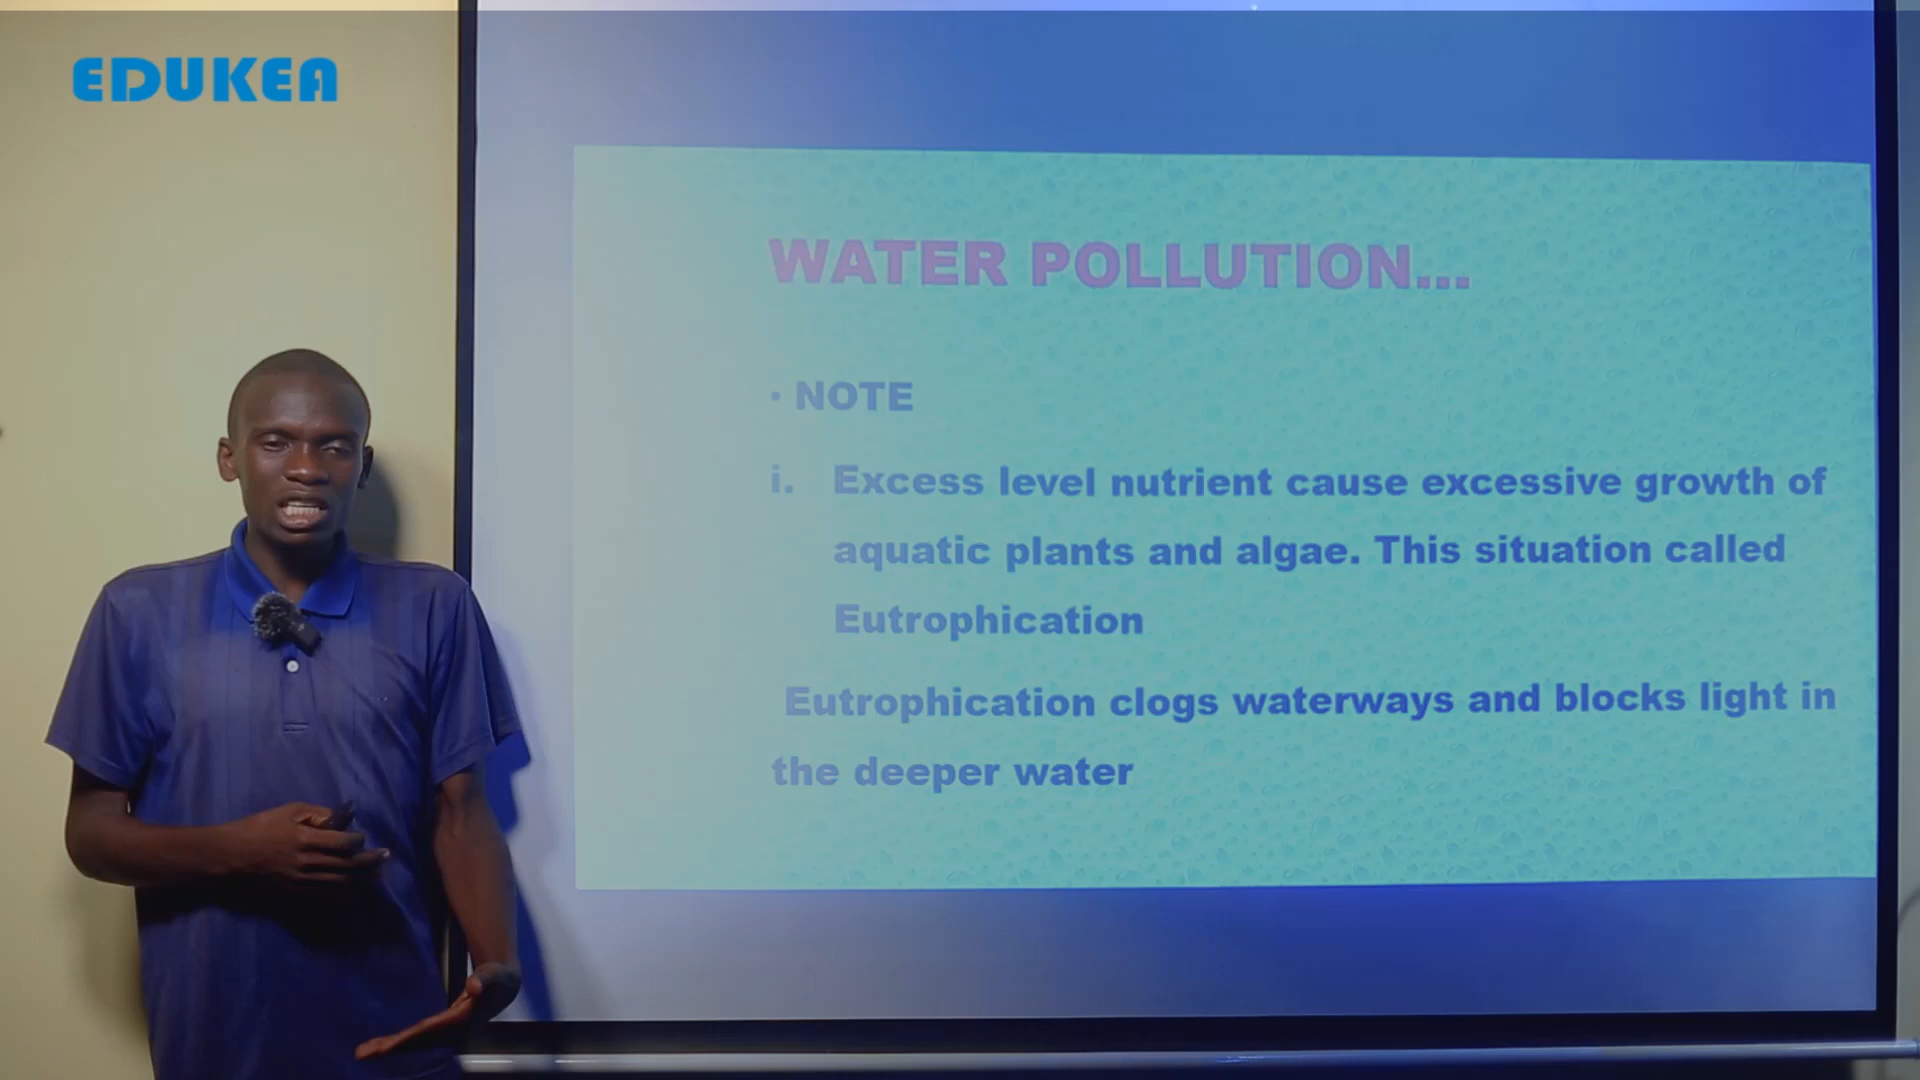 EDUKEA
WATER POLLUTION...
• NOTE
i. Excess level nutrient cause excessive growth of
aquatic plants and algae. This situation called
Eutrophication
Eutrophication clogs waterways and blocks light in
the deeper water